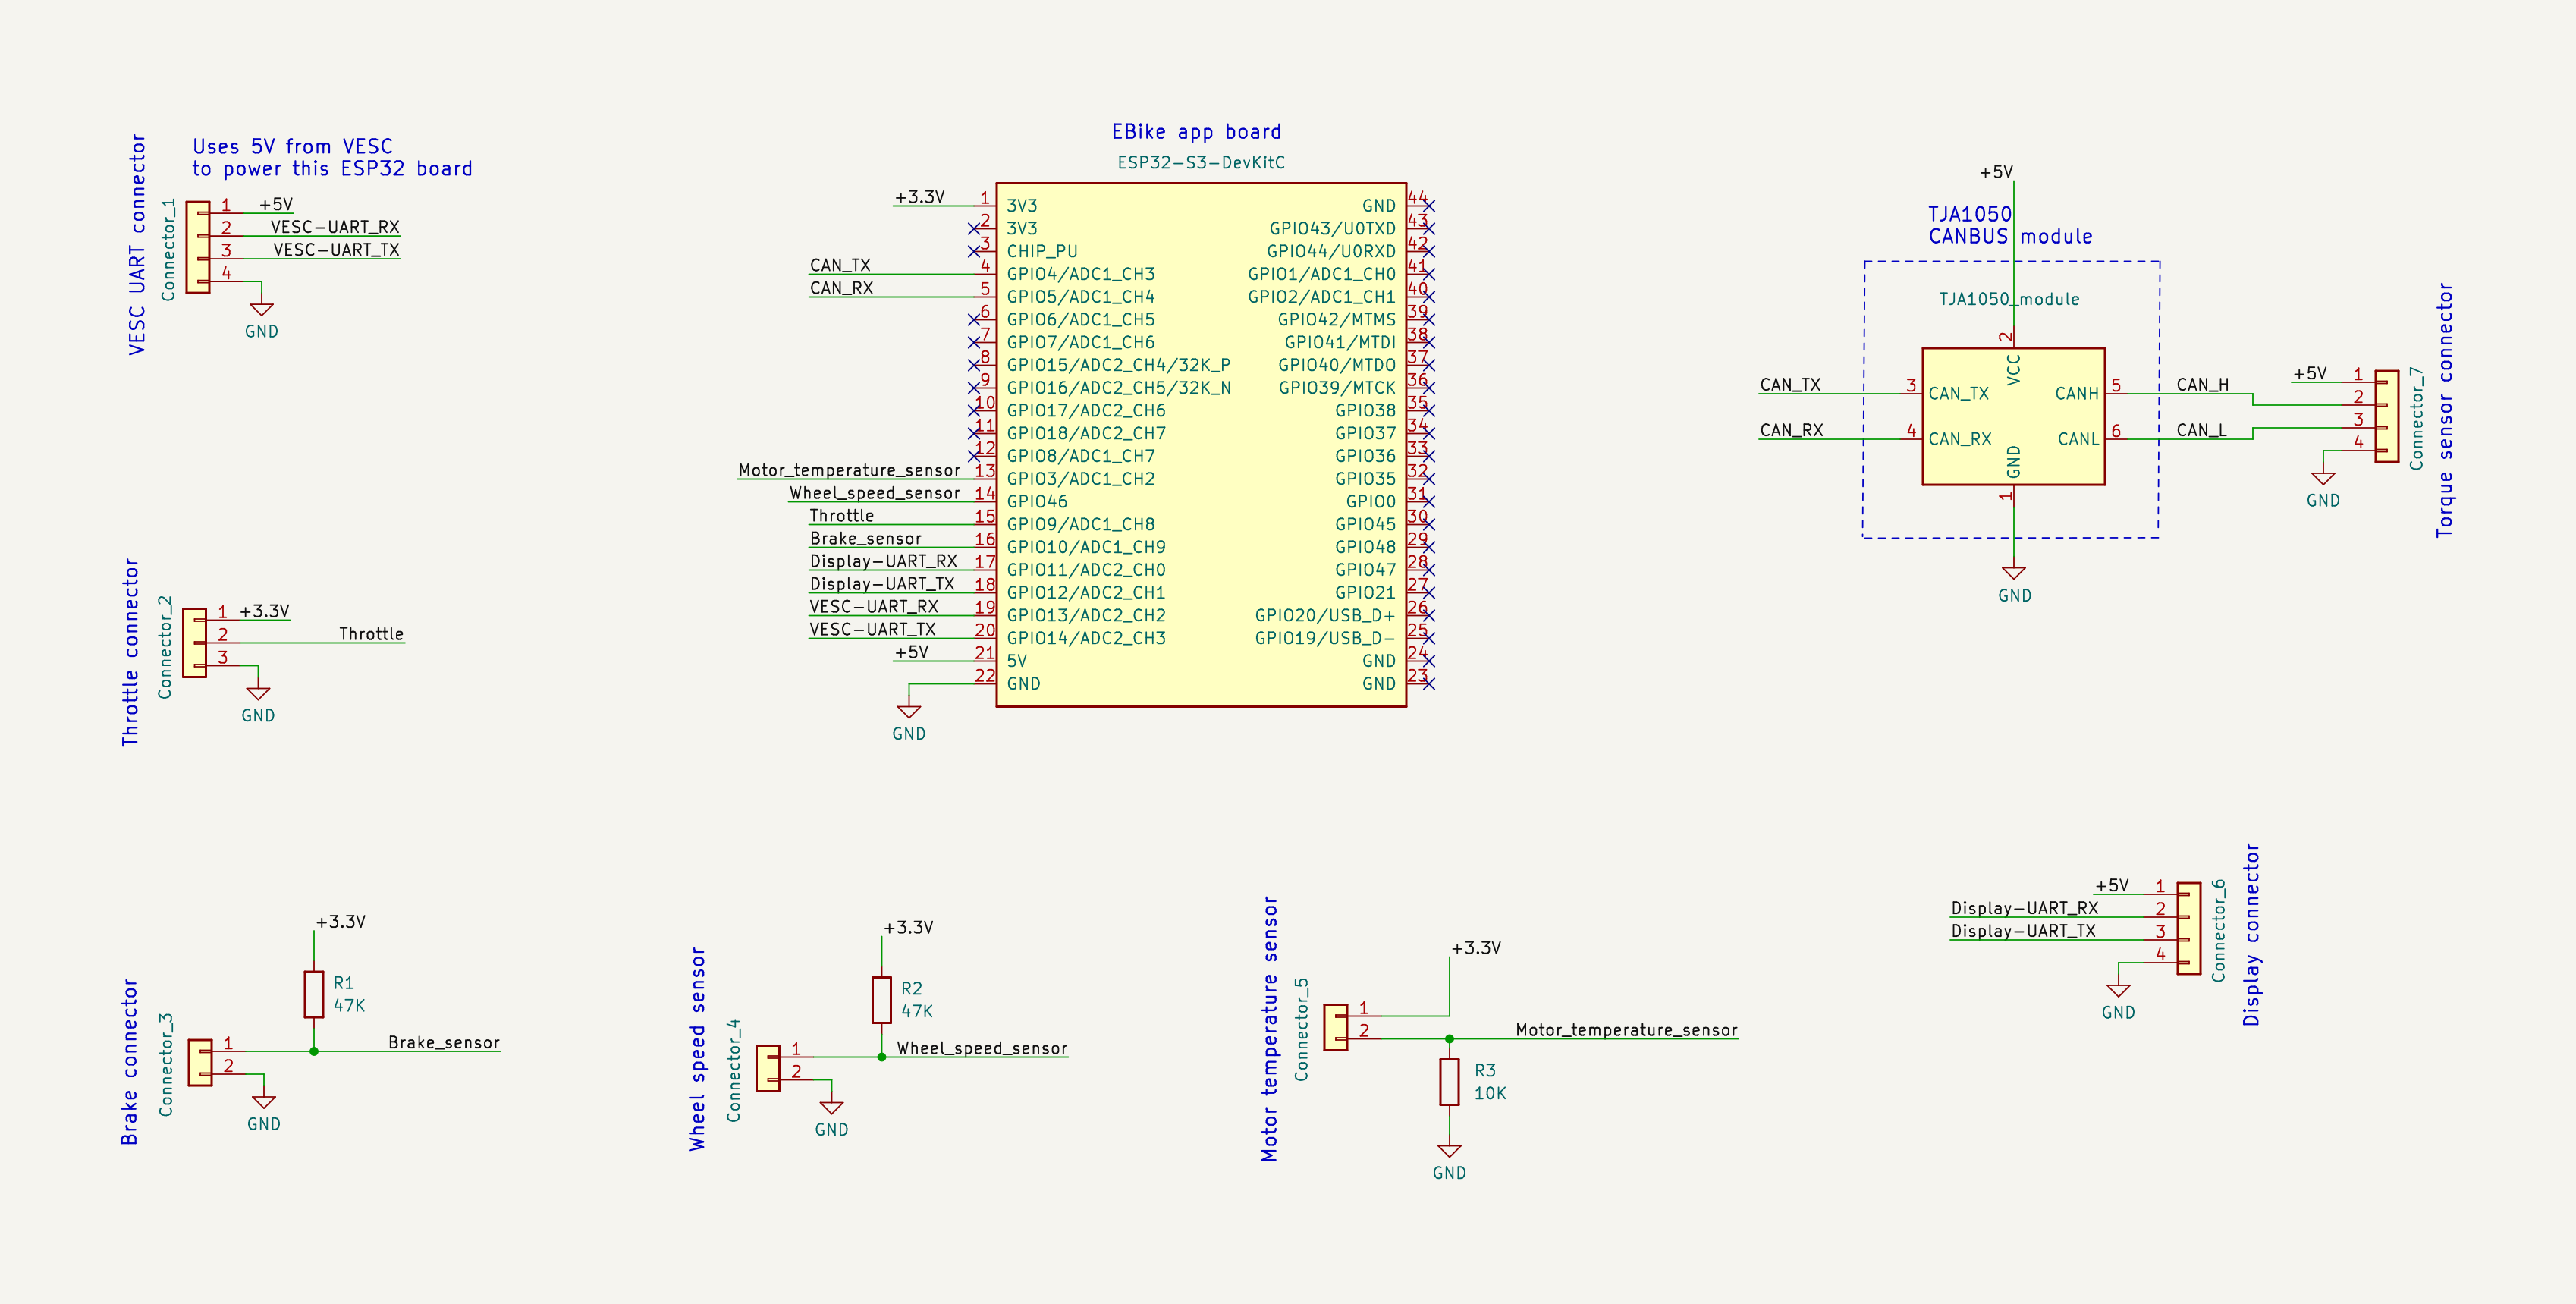 Uses 5V from VESC
to power this ESP32 board
VESC UART connector
Connector_1
1
+5V
2
VESC-UART_RX
3
VESC-UART_TX
4
GND
Throttle connector
Connector_2
1
+3.3V
2
Throttle
3
GND
EBike app board
ESP32-S3-DevKitC
+3.3V 1 3V3
2 3V3
3 CHIP_PU
CAN_TX 4 GPIO4/ADC1_CH3
CAN_RX 5 GPIO5/ADC1_CH4
6 GPIO6/ADC1_CH5
7 GPIO7/ADC1_CH6
8 GPIO15/ADC2_CH4/32K_P
9 GPIO16/ADC2_CH5/32K_N
10 GPIO17/ADC2_CH6
11 GPIO18/ADC2_CH7
12 GPIO8/ADC1_CH7
Motor_temperature_sensor 13 GPIO3/ADC1_CH2
Wheel_speed_sensor 14 GPIO46
Throttle 15 GPIO9/ADC1_CH8
Brake_sensor 16 GPIO10/ADC1_CH9
Display-UART_RX 17 GPIO11/ADC2_CH0
Display-UART_TX 18 GPIO12/ADC2_CH1
VESC-UART_RX 19 GPIO13/ADC2_CH2
VESC-UART_TX 20 GPIO14/ADC2_CH3
+5V 21 5V
22 GND
GND
GND 44
GPIO43/U0TXD 43
GPIO44/U0RXD 42
GPIO1/ADC1_CH0 41
GPIO2/ADC1_CH1 40
GPIO42/MTMS 39
GPIO41/MTDI 38
GPIO40/MTDO 37
GPIO39/MTCK 36
GPIO38 35
GPIO37 34
GPIO36 33
GPIO35 32
GPIO0 31
GPIO45 30
GPIO48 29
GPIO47 28
GPIO21 27
GPIO20/USB_D+ 26
GPIO19/USB_D- 25
GND 24
GND 23
+5V
TJA1050
CANBUS module
TJA1050_module
2
VCC
CAN_TX 3 CAN_TX
CAN_RX 4 CAN_RX
CANH 5 CAN_H
CANL 6 CAN_L
GND
1
GND
+5V 1
2
3
4
GND
Connector_7
Torque sensor connector
Brake connector
Connector_3
+3.3V
R1
47K
1
Brake_sensor
2
GND
Wheel speed sensor
Connector_4
+3.3V
R2
47K
1
Wheel_speed_sensor
2
GND
Motor temperature sensor
Connector_5
+3.3V
1
2
Motor_temperature_sensor
R3
10K
GND
+5V 1
Display-UART_RX 2
Display-UART_TX 3
4
GND
Connector_6
Display connector